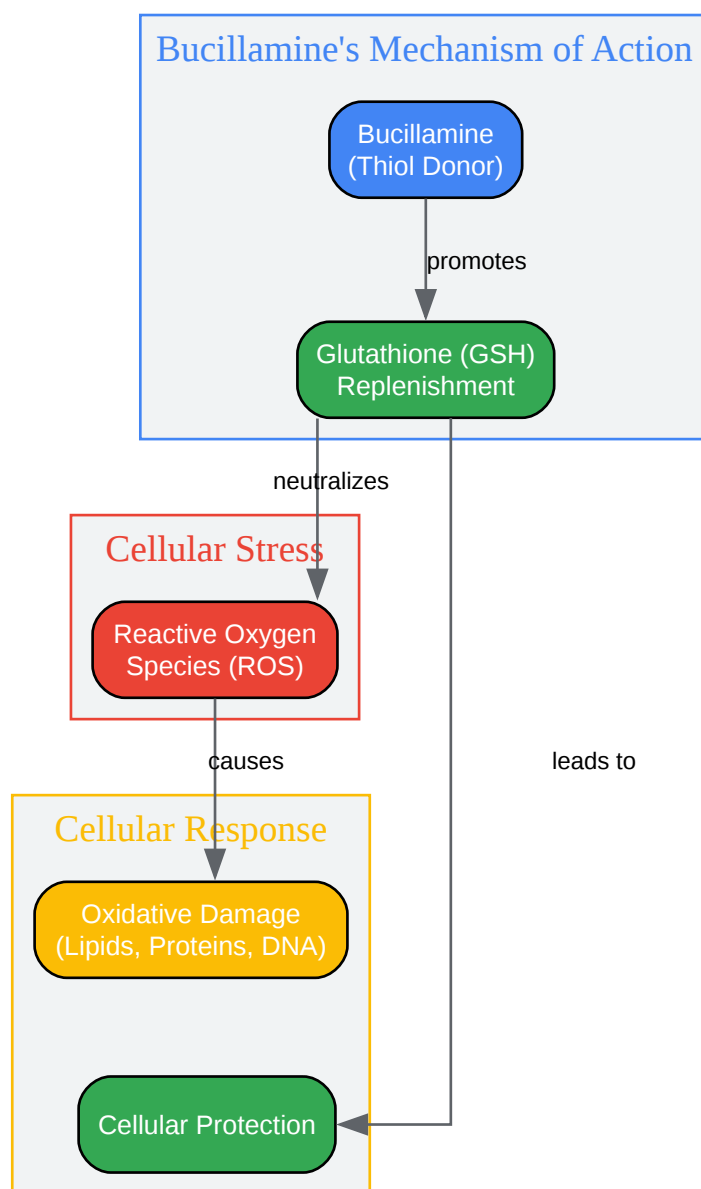 Bucillamine's Mechanism of Action
Bucillamine
(Thiol Donor)
promotes
Glutathione (GSH)
Replenishment
neutralizes
Cellular Stress
Reactive Oxygen
Species (ROS)
causes
leads to
Cellular Response
Oxidative Damage
(Lipids, Proteins, DNA)
Cellular Protection